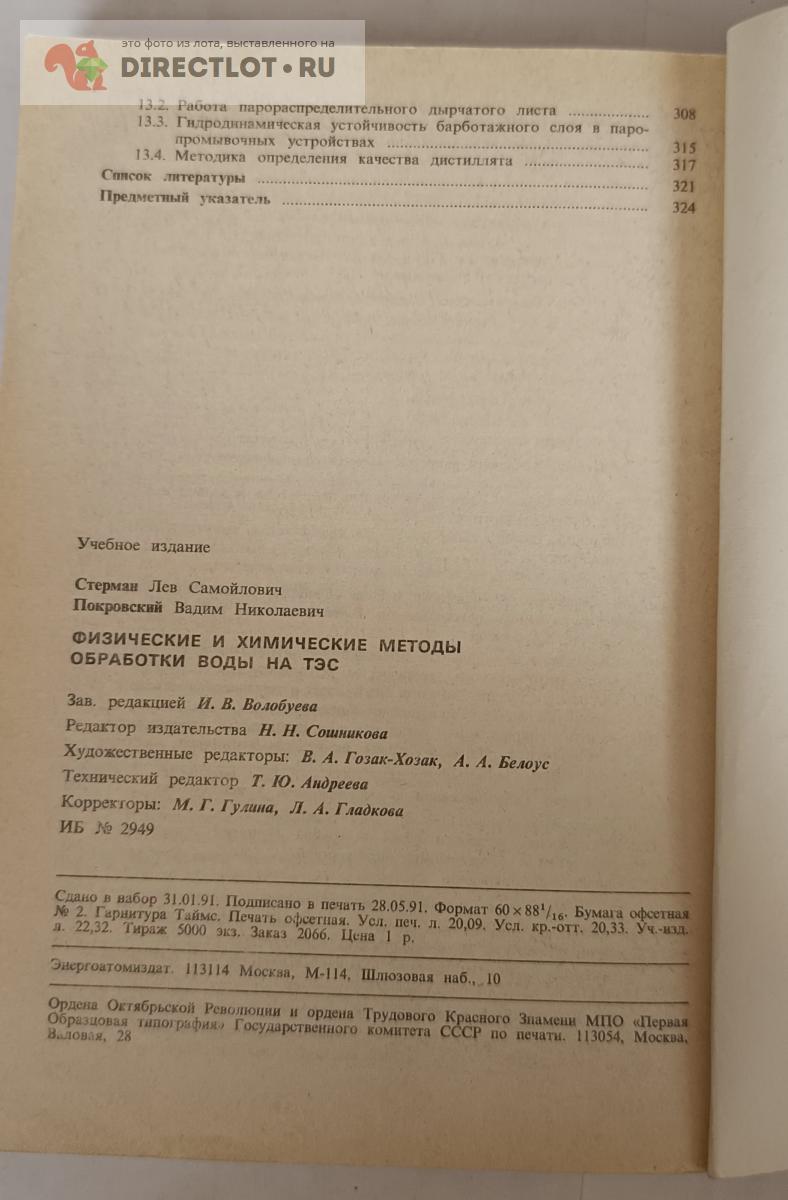 это фото из лота, выставленного на
DIRECTLOT.RU
13.2. Работа парораспределительного дырчатого листа ................... 308
13.3. Гидродинамическая устойчивость барботажного слоя в паро-
промывочных устройствах ................... 315
13.4. Методика определения качества дистиллята ................... 317
Список литературы ................... 321
Предметный указатель ................... 324
Учебное издание
Стерман Лев Самойлович
Покровский Вадим Николаевич
ФИЗИЧЕСКИЕ И ХИМИЧЕСКИЕ МЕТОДЫ
ОБРАБОТКИ ВОДЫ НА ТЭС
Зав. редакцией И. В. Волобуева
Редактор издательства Н. Н. Сошникова
Художественные редакторы: В. А. Гозак-Хозак, А. А. Белоус
Технический редактор Т. Ю. Андреева
Корректоры: М. Г. Гулина, Л. А. Гладкова
ИБ № 2949
Сдано в набор 31.01.91. Подписано в печать 28.05.91. Формат 60×88¹/₁₆. Бумага офсетная
№ 2. Гарнитура Таймс. Печать офсетная. Усл. печ. л. 20,09. Усл. кр.-отт. 20,33. Уч.-изд.
л. 22,32. Тираж 5000 экз. Заказ 2066. Цена 1 р.
Энергоатомиздат. 113114 Москва, М-114, Шлюзовая наб., 10
Ордена Октябрьской Революции и ордена Трудового Красного Знамени МПО «Первая
Образцовая типография» Государственного комитета СССР по печати. 113054, Москва,
Валовая, 28